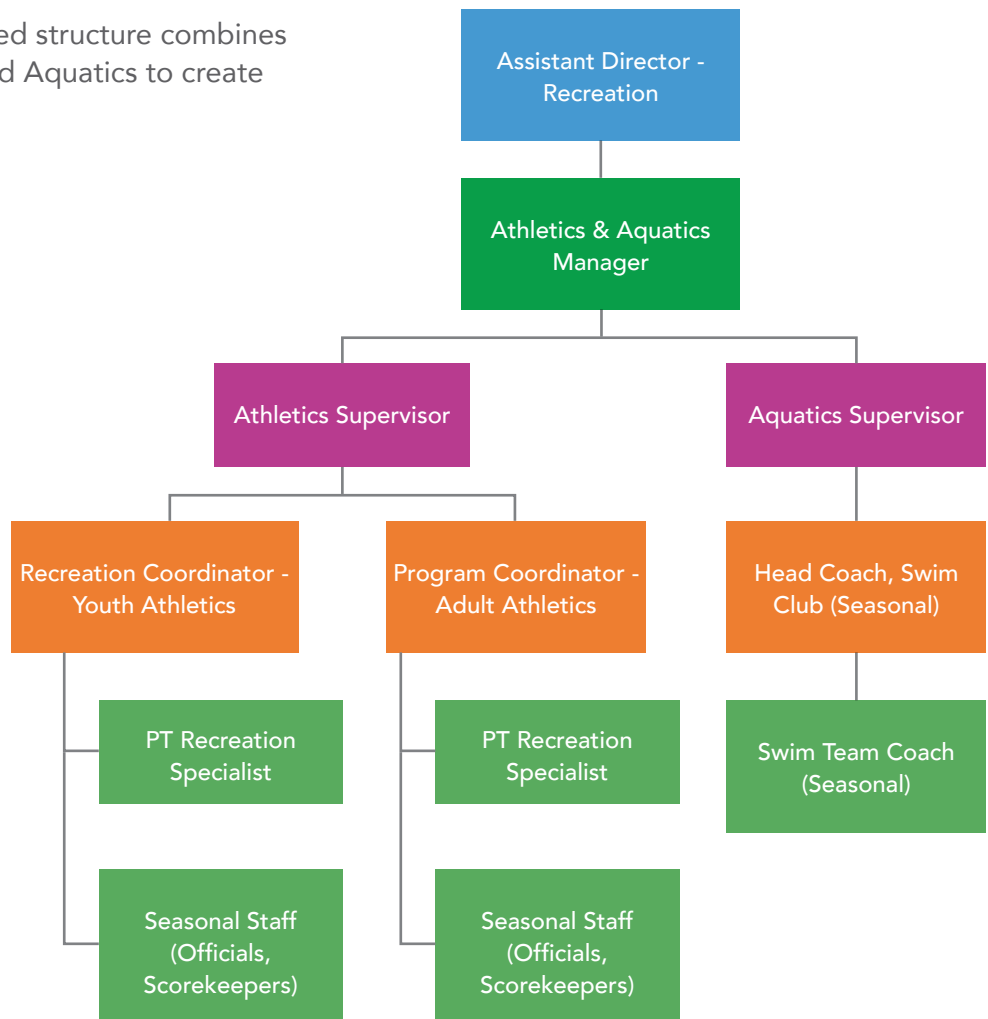 ed structure combines
d Aquatics to create
Assistant Director -
Recreation
Athletics & Aquatics
Manager
Athletics Supervisor
Aquatics Supervisor
Recreation Coordinator -
Youth Athletics
Program Coordinator -
Adult Athletics
Head Coach, Swim
Club (Seasonal)
PT Recreation
Specialist
PT Recreation
Specialist
Swim Team Coach
(Seasonal)
Seasonal Staff
(Officials,
Scorekeepers)
Seasonal Staff
(Officials,
Scorekeepers)